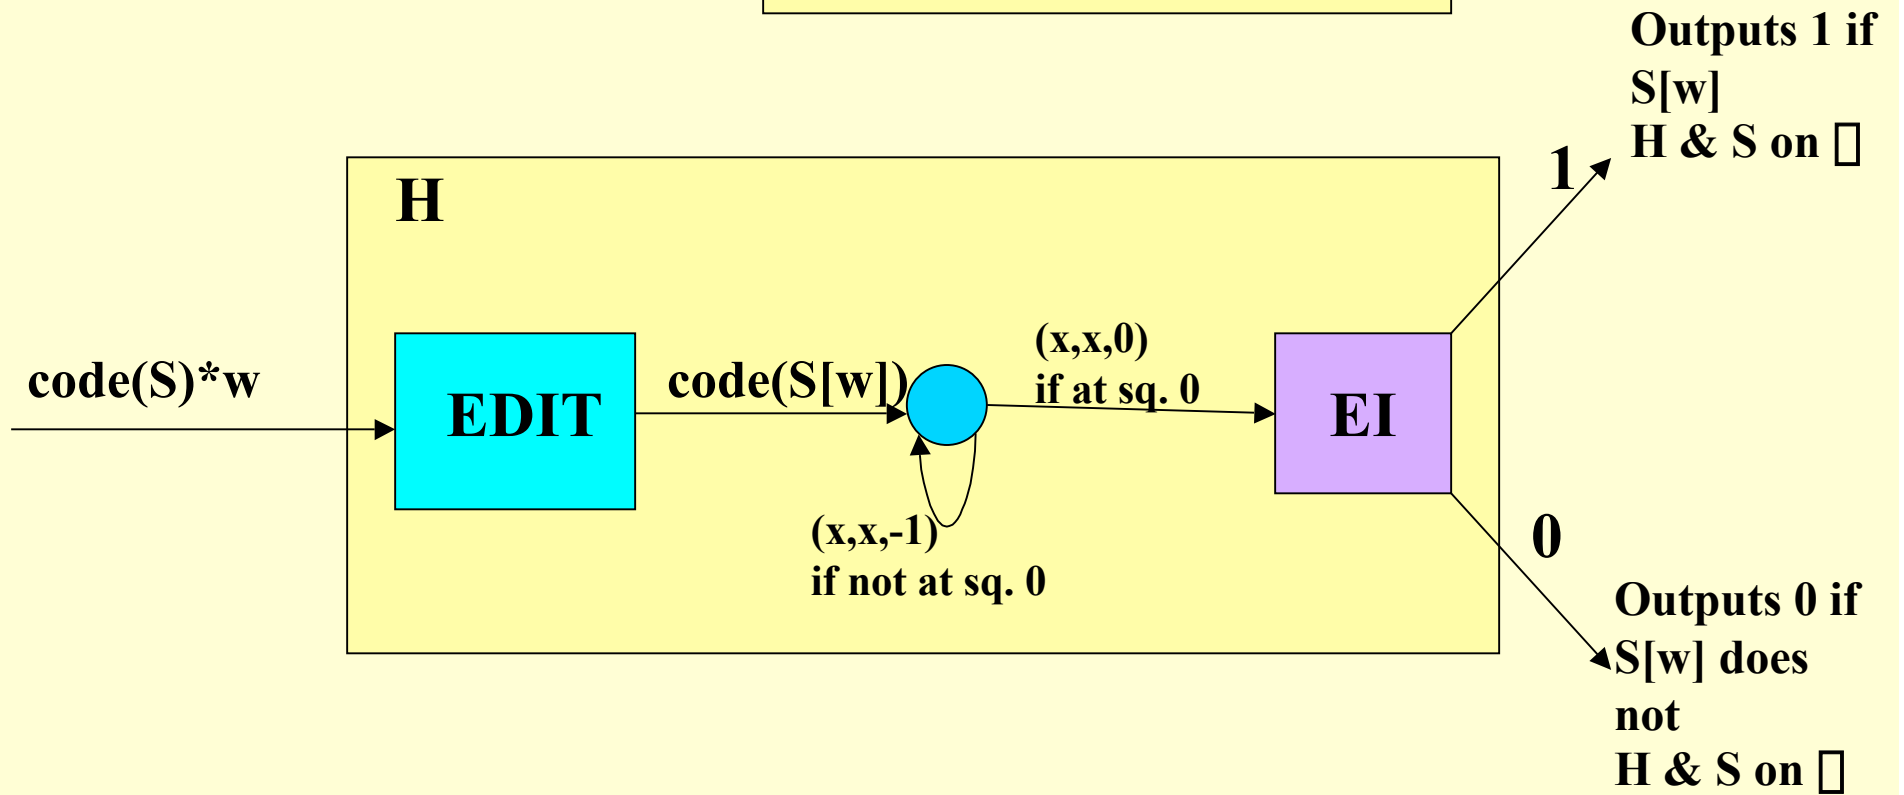 Outputs 1 if
S[w]
H & S on
1
H
(x,x,0)
if at sq. 0
code(S)*w
EDIT
code(S[w])
EI
(x,x,-1)
if not at sq. 0
0
Outputs 0 if
S[w] does
not
H & S on